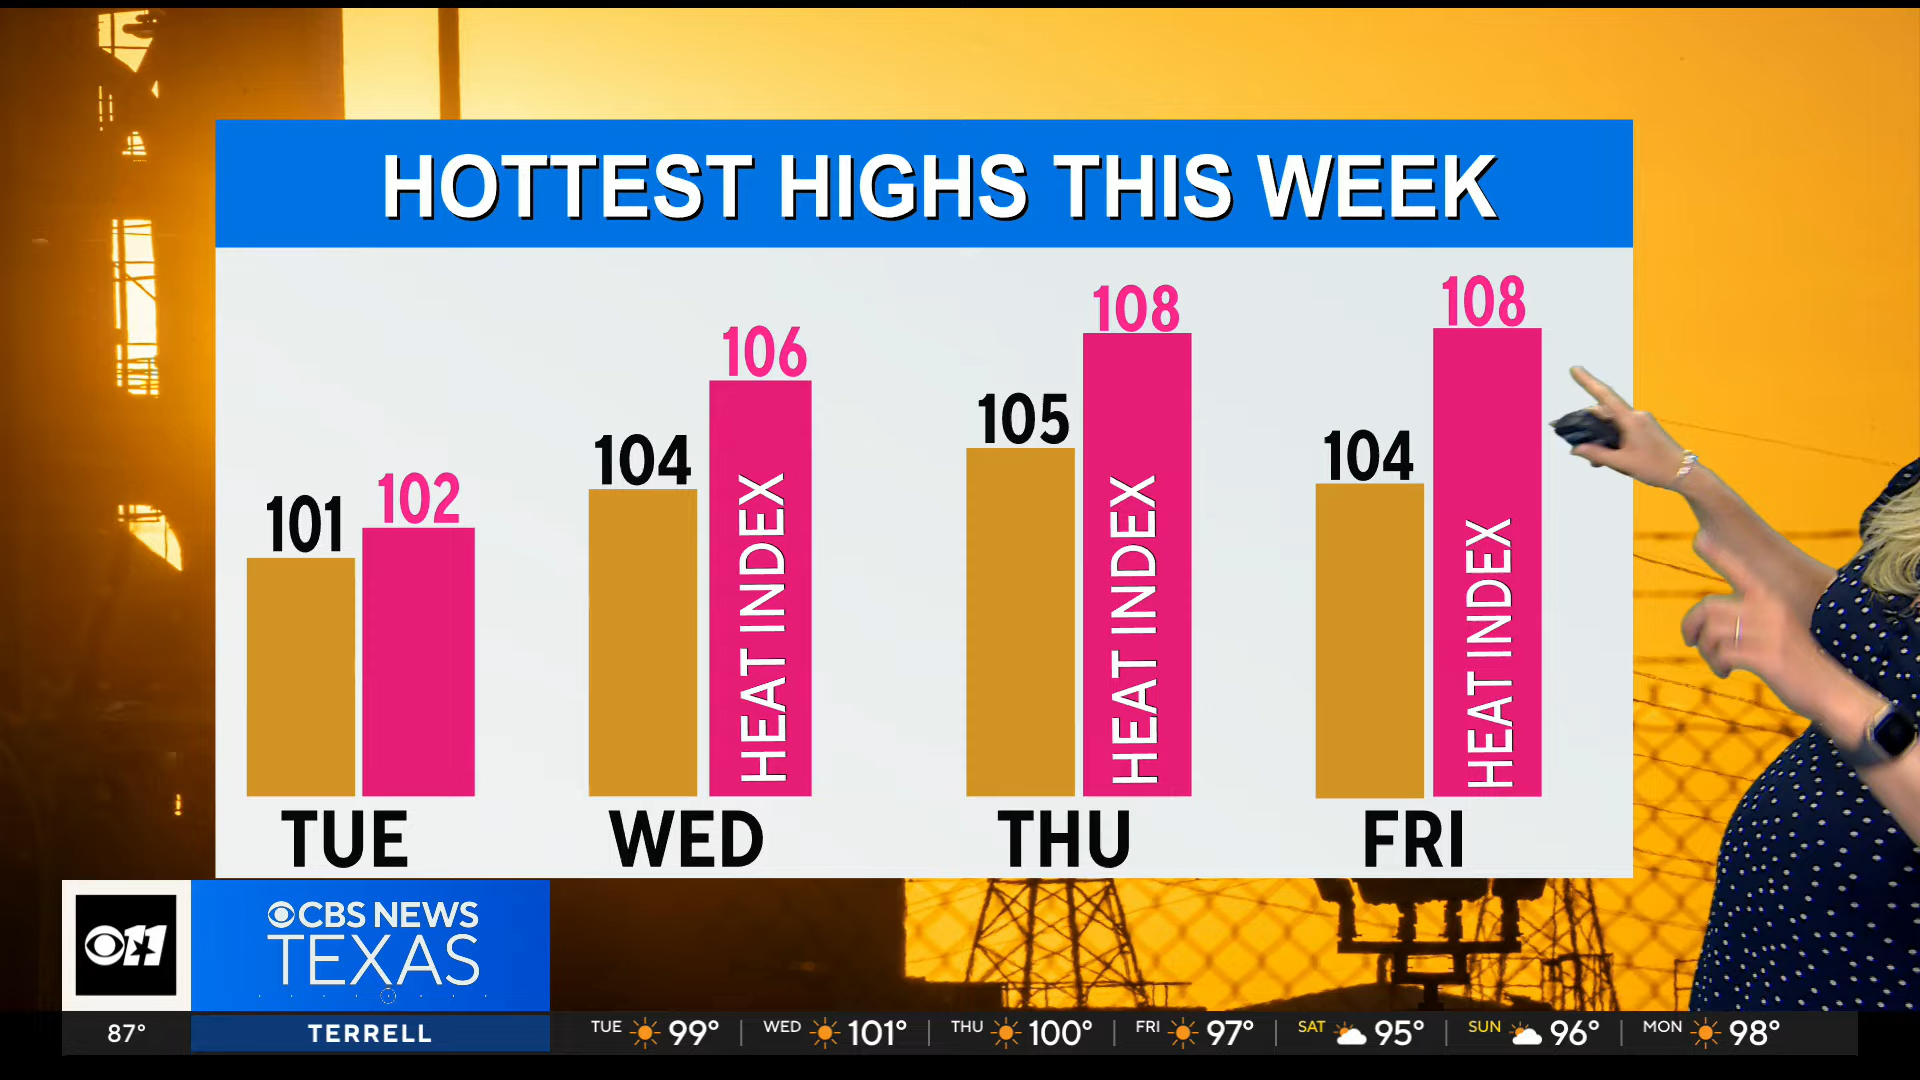 HOTTEST HIGHS THIS WEEK
101
102
104
106
HEAT INDEX
105
108
HEAT INDEX
104
108
HEAT INDEX
TUE
WED
THU
FRI
11
CBS NEWS
TEXAS
87°
TERRELL
TUE 99°
WED 101°
THU 100°
FRI 97°
SAT 95°
SUN 96°
MON 98°